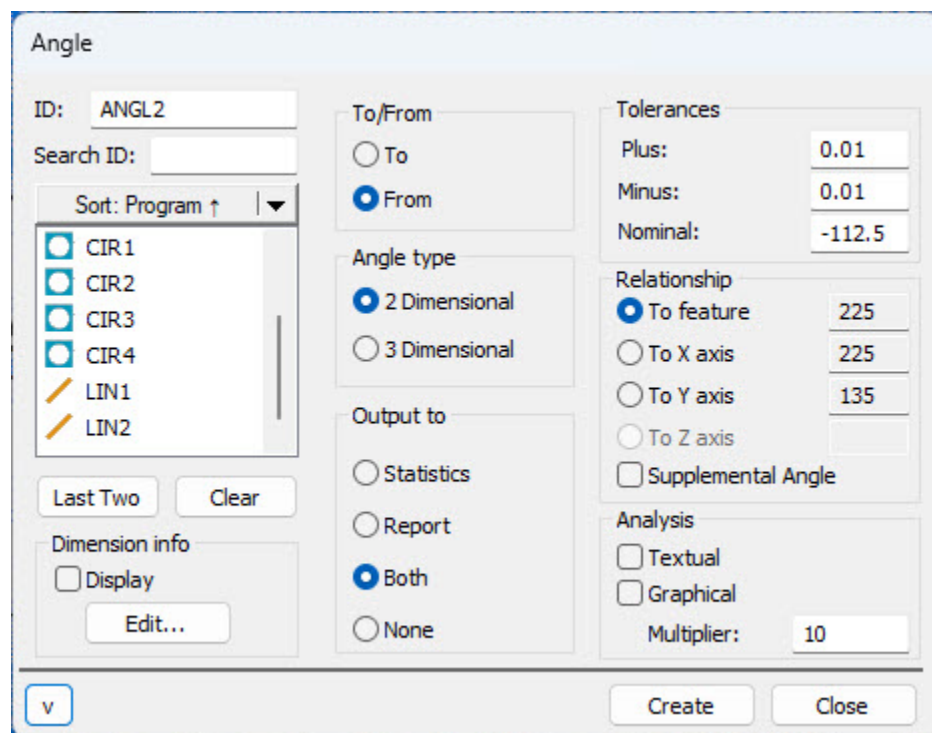 Angle
ID: ANGL2
Search ID:
Sort: Program ↑
CIR1
CIR2
CIR3
CIR4
LIN1
LIN2
Last Two Clear
Dimension info
Display
Edit...
To/From
To
From
Angle type
2 Dimensional
3 Dimensional
Output to
Statistics
Report
Both
None
Tolerances
Plus: 0.01
Minus: 0.01
Nominal: -112.5
Relationship
To feature 225
To X axis 225
To Y axis 135
To Z axis
Supplemental Angle
Analysis
Textual
Graphical
Multiplier: 10
v Create Close